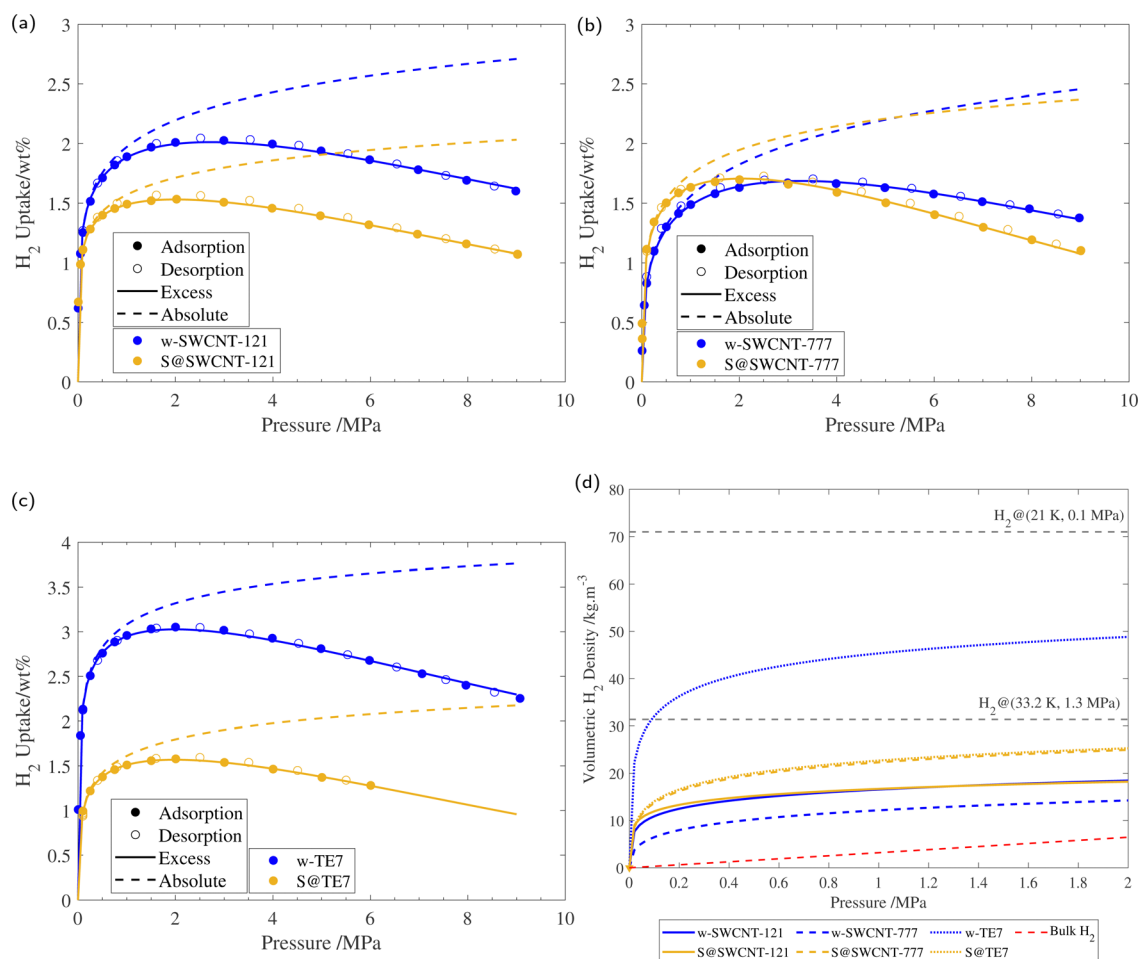 (a)
3
2.5
2
1.5
1
0.5
0
H2 Uptake/wt%
Adsorption
Desorption
Excess
Absolute
w-SWCNT-121
S@SWCNT-121
0 2 4 6 8 10
Pressure /MPa
(b)
3
2.5
2
1.5
1
0.5
0
H2 Uptake/wt%
Adsorption
Desorption
Excess
Absolute
w-SWCNT-777
S@SWCNT-777
0 2 4 6 8 10
Pressure /MPa
(c)
4
3.5
3
2.5
2
1.5
1
0.5
0
H2 Uptake/wt%
Adsorption
Desorption
Excess
Absolute
w-TE7
S@TE7
0 2 4 6 8 10
Pressure /MPa
(d)
80
70
60
50
40
30
20
10
0
Volumetric H2 Density /kg.m-3
H2@(21 K, 0.1 MPa)
H2@(33.2 K, 1.3 MPa)
0 0.2 0.4 0.6 0.8 1 1.2 1.4 1.6 1.8 2
Pressure /MPa
w-SWCNT-121 w-SWCNT-777 w-TE7 Bulk H2
S@SWCNT-121 S@SWCNT-777 S@TE7